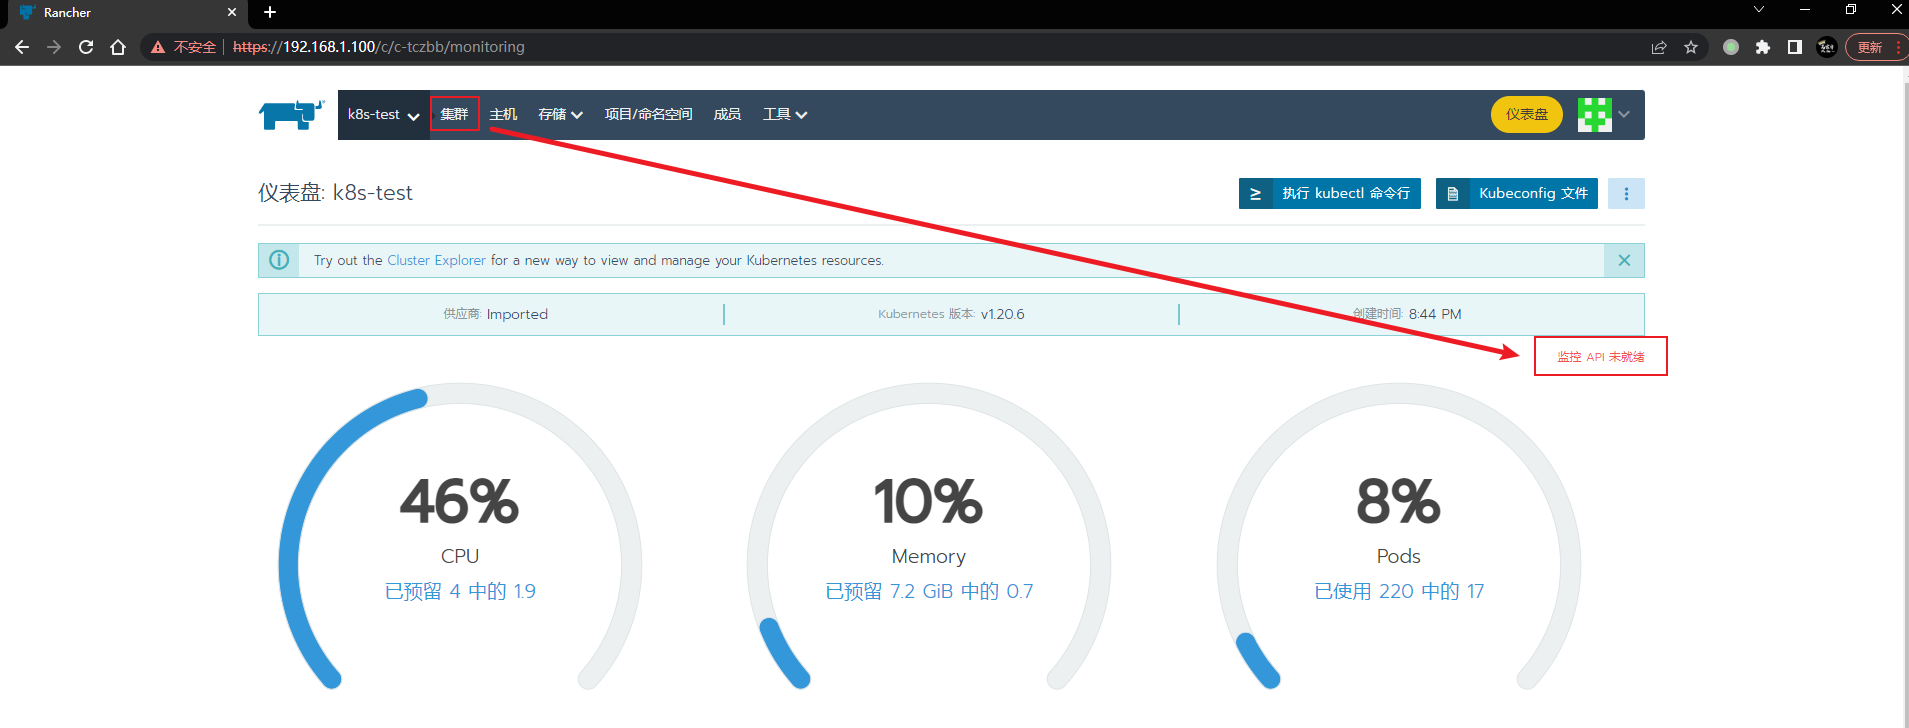 Rancher
不安全 https://192.168.1.100/c/c-tczbb/monitoring
更新
k8s-test 集群 主机 存储 项目/命名空间 成员 工具 仪表盘
仪表盘: k8s-test
执行 kubectl 命令行 Kubeconfig 文件
Try out the Cluster Explorer for a new way to view and manage your Kubernetes resources.
供应商: Imported Kubernetes 版本: v1.20.6 创建时间: 8:44 PM
监控 API 未就绪
46% 10% 8%
CPU Memory Pods
已预留 4 中的 1.9 已预留 7.2 GiB 中的 0.7 已使用 220 中的 17